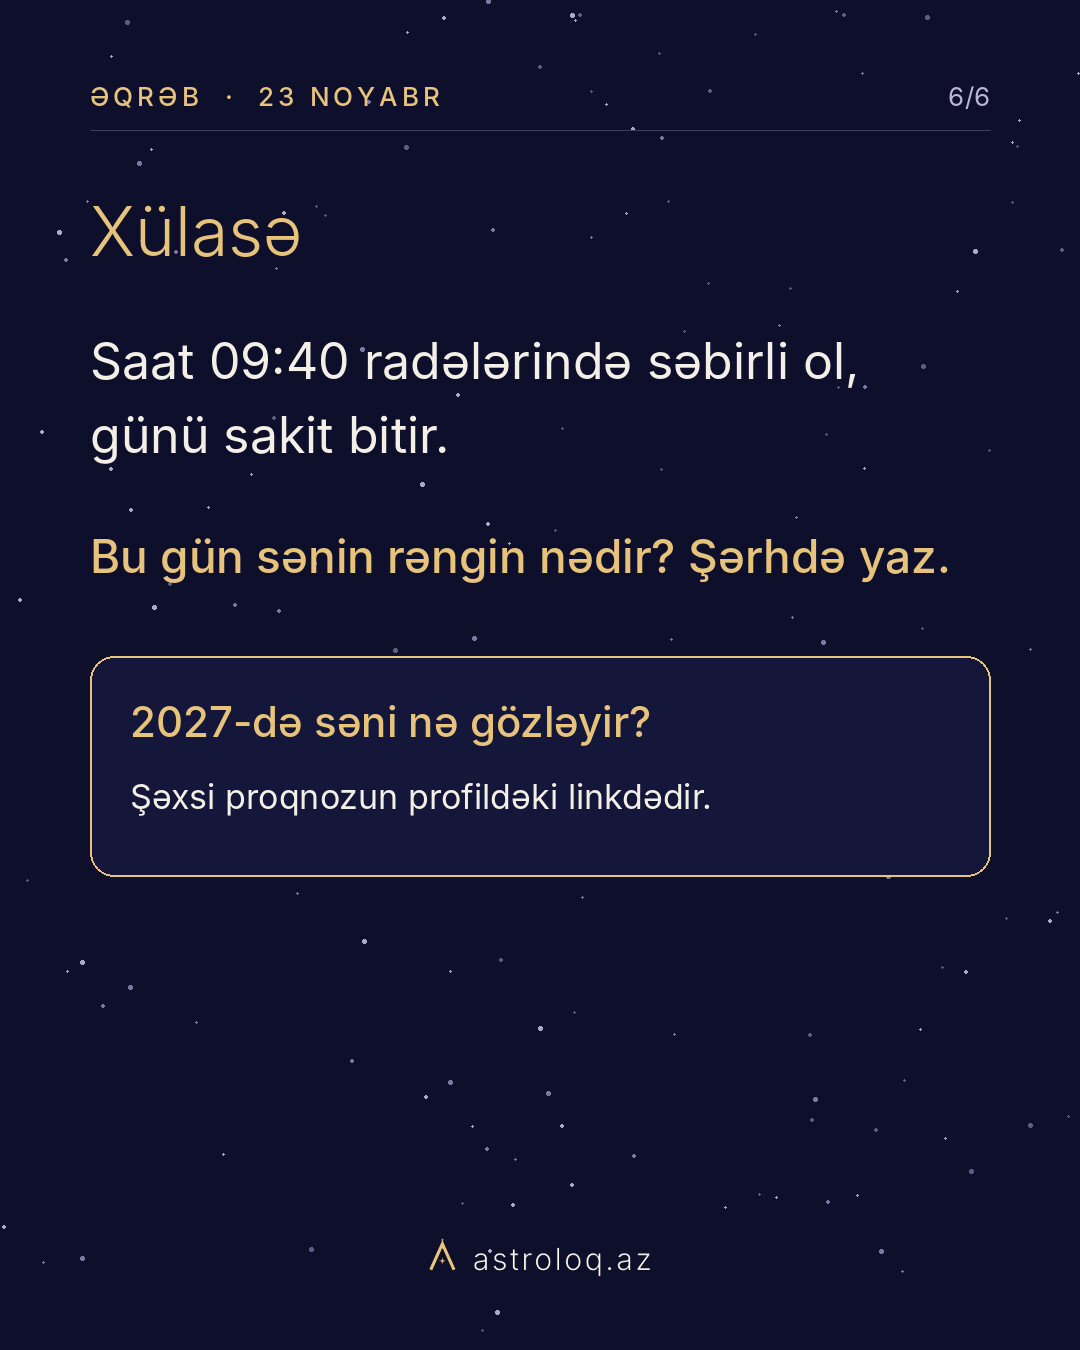 ƏQRƏB · 23 NOYABR
6/6
Xülasə
Saat 09:40 radələrində səbirli ol,
günü sakit bitir.
Bu gün sənin rəngin nədir? Şərhdə yaz.
2027-də səni nə gözləyir?
Şəxsi proqnozun profildəki linkdədir.
astroloq.az